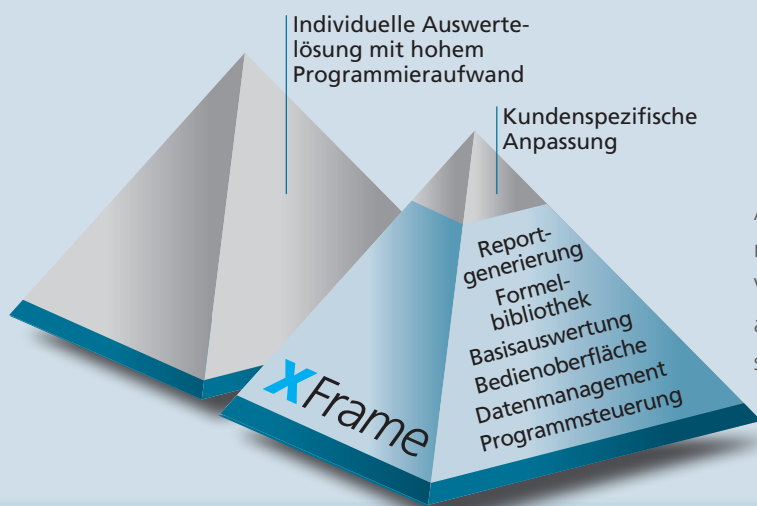 Individuelle Auswerte-
lösung mit hohem
Programmieraufwand
Kundenspezifische
Anpassung
Report-
generierung
Formel-
bibliothek
Basisauswertung
Bedienoberfläche
Datenmanagement
Programmsteuerung
XFrame